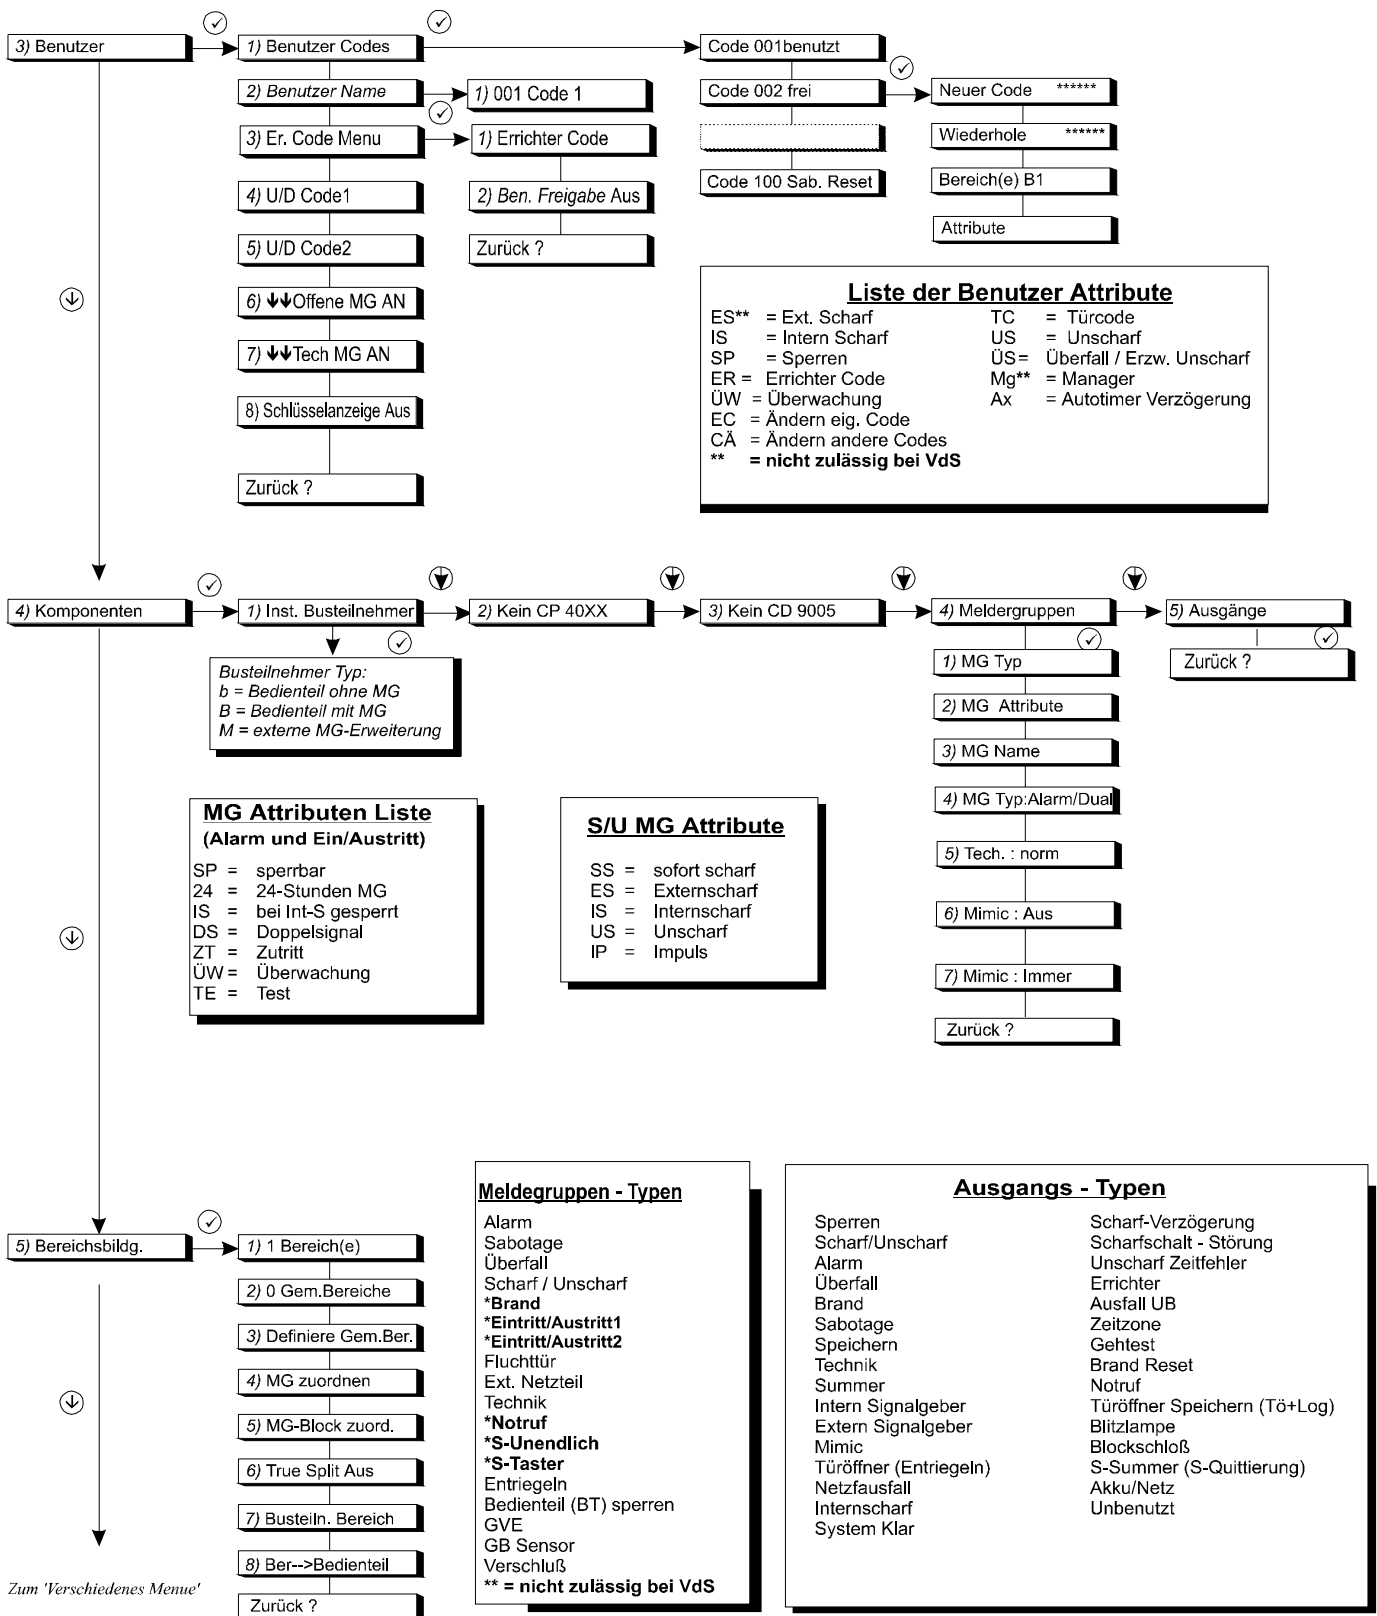 3) Benutzer
1) Benutzer Codes
2) Benutzer Name
3) Er. Code Menu
4) U/D Code1
5) U/D Code2
6) ↓↓Offene MG AN
7) ↓↓Tech MG AN
8) Schlüsselanzeige Aus
Zurück ?
1) 001 Code 1
1) Errichter Code
2) Ben. Freigabe Aus
Zurück ?
Code 001benutzt
Code 002 frei
Code 100 Sab. Reset
Neuer Code ******
Wiederhole ******
Bereich(e) B1
Attribute
Liste der Benutzer Attribute
ES** = Ext. Scharf
IS = Intern Scharf
SP = Sperren
ER = Errichter Code
ÜW = Überwachung
EC = Ändern eig. Code
CÄ = Ändern andere Codes
** = nicht zulässig bei VdS
TC = Türcode
US = Unscharf
ÜS = Überfall / Erzw. Unscharf
Mg** = Manager
Ax = Autotimer Verzögerung
4) Komponenten
1) Inst. Busteilnehmer
2) Kein CP 40XX
3) Kein CD 9005
4) Meldergruppen
5) Ausgänge
Zurück ?
Busteilnehmer Typ:
b = Bedienteil ohne MG
B = Bedienteil mit MG
M = externe MG-Erweiterung
1) MG Typ
2) MG Attribute
3) MG Name
4) MG Typ:Alarm/Dual
5) Tech. : norm
6) Mimic : Aus
7) Mimic : Immer
Zurück ?
MG Attributen Liste
(Alarm und Ein/Austritt)
SP = sperrbar
24 = 24-Stunden MG
IS = bei Int-S gesperrt
DS = Doppelsignal
ZT = Zutritt
ÜW = Überwachung
TE = Test
S/U MG Attribute
SS = sofort scharf
ES = Externscharf
IS = Internscharf
US = Unscharf
IP = Impuls
5) Bereichsbildg.
1) 1 Bereich(e)
2) 0 Gem.Bereiche
3) Definiere Gem.Ber.
4) MG zuordnen
5) MG-Block zuord.
6) True Split Aus
7) Busteiln. Bereich
8) Ber-->Bedienteil
Zurück ?
Zum 'Verschiedenes Menue'
Meldegruppen - Typen
Alarm
Sabotage
Überfall
Scharf / Unscharf
*Brand
*Eintritt/Austritt1
*Eintritt/Austritt2
Fluchttür
Ext. Netzteil
Technik
*Notruf
*S-Unendlich
*S-Taster
Entriegeln
Bedienteil (BT) sperren
GVE
GB Sensor
Verschluß
** = nicht zulässig bei VdS
Ausgangs - Typen
Sperren
Scharf/Unscharf
Alarm
Überfall
Brand
Sabotage
Speichern
Technik
Summer
Intern Signalgeber
Extern Signalgeber
Mimic
Türöffner (Entriegeln)
Netzfausfall
Internscharf
System Klar
Scharf-Verzögerung
Scharfschalt - Störung
Unscharf Zeitfehler
Errichter
Ausfall UB
Zeitzone
Gehtest
Brand Reset
Notruf
Türöffner Speichern (Tö+Log)
Blitzlampe
Blockschloß
S-Summer (S-Quittierung)
Akku/Netz
Unbenutzt